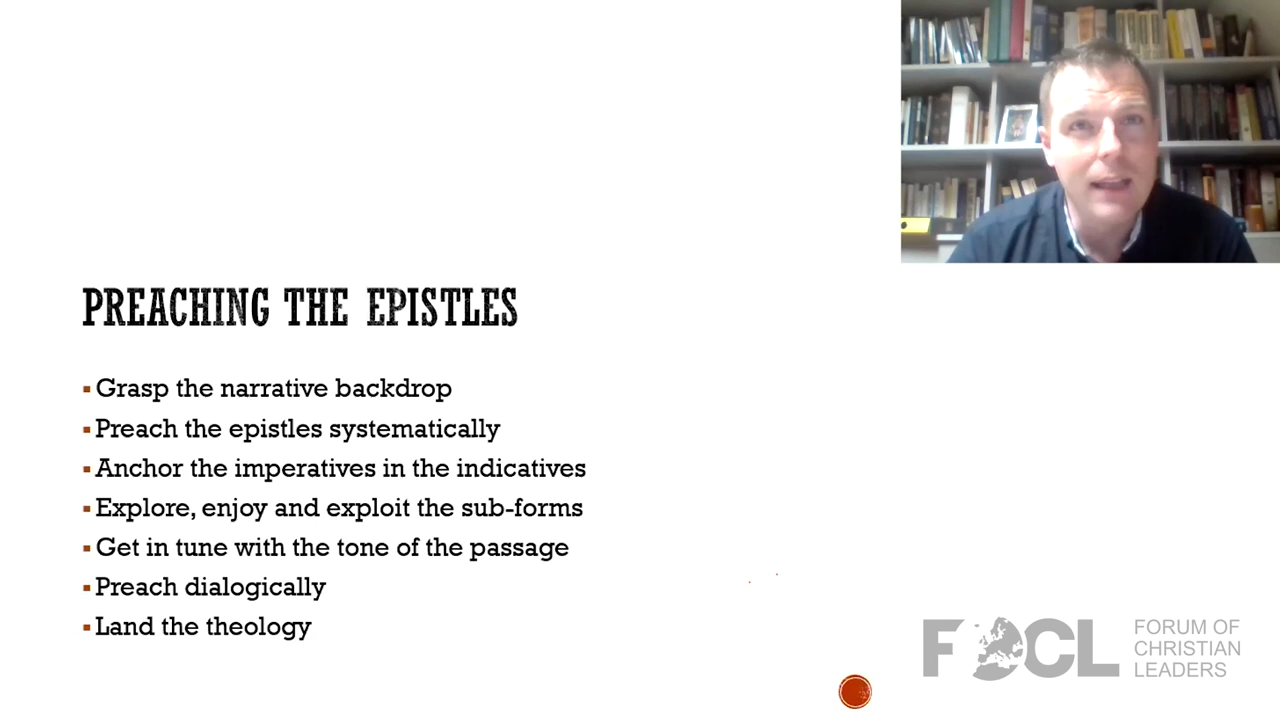 PREACHING THE EPISTLES
▪Grasp the narrative backdrop
▪Preach the epistles systematically
▪Anchor the imperatives in the indicatives
▪Explore, enjoy and exploit the sub-forms
▪Get in tune with the tone of the passage
▪Preach dialogically
▪Land the theology
FOCL
FORUM OF
CHRISTIAN
LEADERS